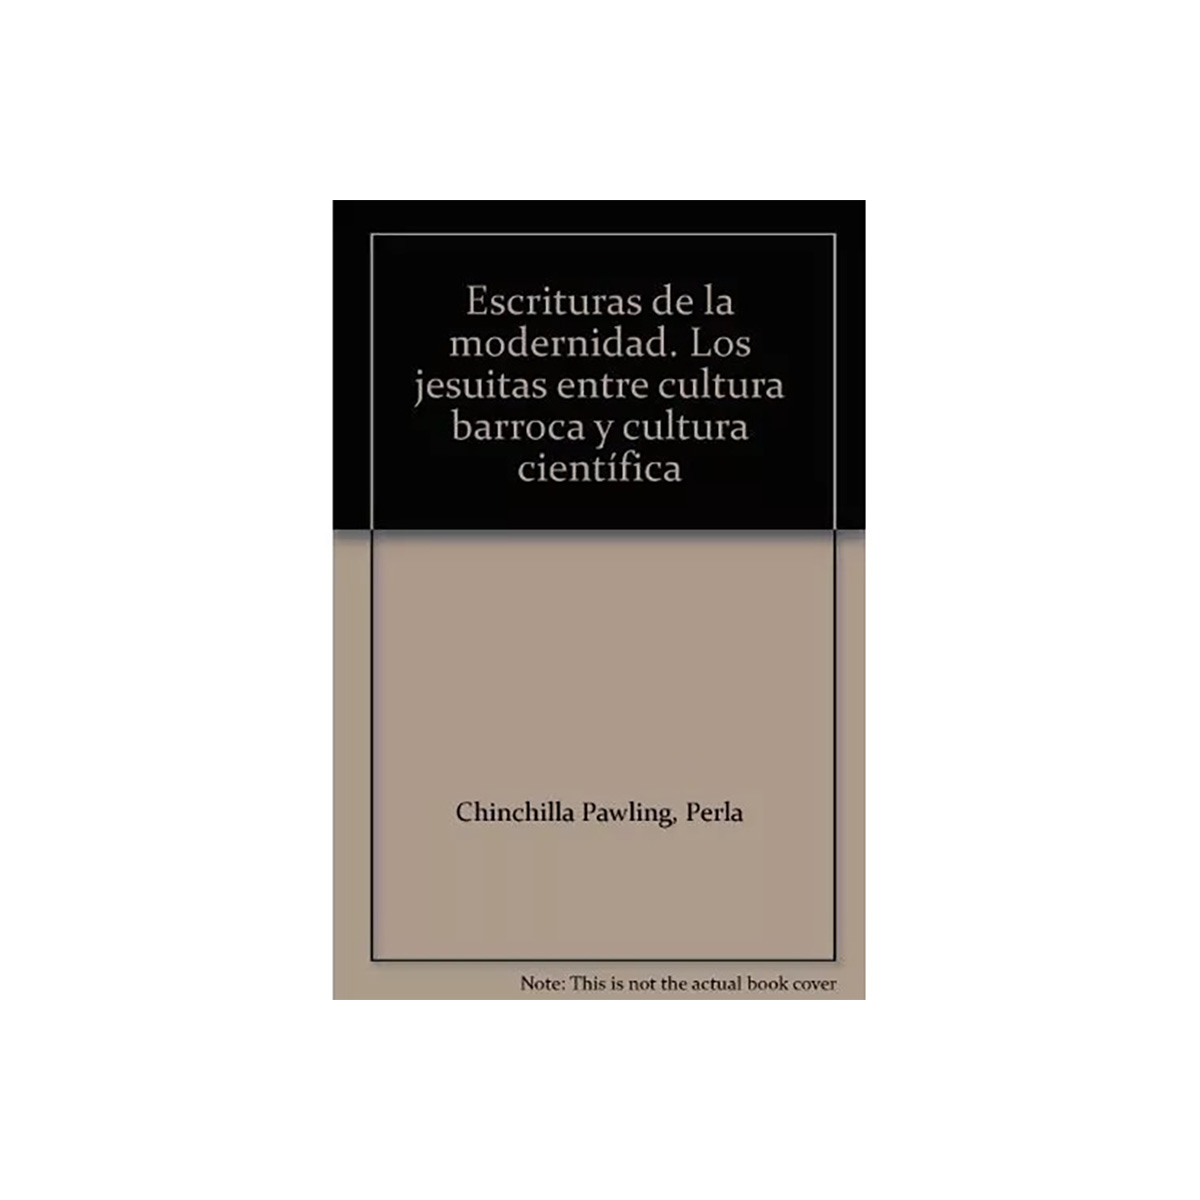 Escrituras de la
modernidad. Los
jesuitas entre cultura
barroca y cultura
científica
Chinchilla Pawling, Perla
Note: This is not the actual book cover